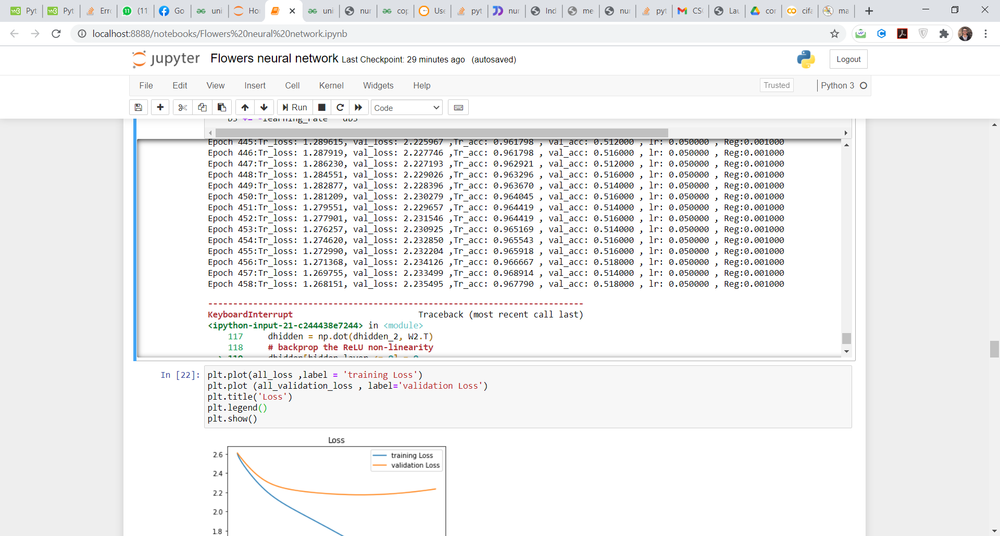 Pyt Pyt Erro (11 Go uni Ho uni nur cop Use pyt nur Ind me nur pyt CS Lau cor cifa ma
localhost:8888/notebooks/Flowers%20neural%20network.ipynb
jupyter Flowers neural network Last Checkpoint: 29 minutes ago (autosaved) Logout
File Edit View Insert Cell Kernel Widgets Help Trusted Python 3
Run Code
b3 += -learning_rate * db3
Epoch 445:Tr_loss: 1.289615, val_loss: 2.225967 ,Tr_acc: 0.961798 , val_acc: 0.512000 , lr: 0.050000 , Reg:0.001000
Epoch 446:Tr_loss: 1.287919, val_loss: 2.227746 ,Tr_acc: 0.961798 , val_acc: 0.516000 , lr: 0.050000 , Reg:0.001000
Epoch 447:Tr_loss: 1.286230, val_loss: 2.227193 ,Tr_acc: 0.962921 , val_acc: 0.512000 , lr: 0.050000 , Reg:0.001000
Epoch 448:Tr_loss: 1.284551, val_loss: 2.229026 ,Tr_acc: 0.963296 , val_acc: 0.516000 , lr: 0.050000 , Reg:0.001000
Epoch 449:Tr_loss: 1.282877, val_loss: 2.228396 ,Tr_acc: 0.963670 , val_acc: 0.514000 , lr: 0.050000 , Reg:0.001000
Epoch 450:Tr_loss: 1.281209, val_loss: 2.230279 ,Tr_acc: 0.964045 , val_acc: 0.516000 , lr: 0.050000 , Reg:0.001000
Epoch 451:Tr_loss: 1.279551, val_loss: 2.229657 ,Tr_acc: 0.964419 , val_acc: 0.514000 , lr: 0.050000 , Reg:0.001000
Epoch 452:Tr_loss: 1.277901, val_loss: 2.231546 ,Tr_acc: 0.964419 , val_acc: 0.516000 , lr: 0.050000 , Reg:0.001000
Epoch 453:Tr_loss: 1.276257, val_loss: 2.230925 ,Tr_acc: 0.965169 , val_acc: 0.514000 , lr: 0.050000 , Reg:0.001000
Epoch 454:Tr_loss: 1.274620, val_loss: 2.232850 ,Tr_acc: 0.965543 , val_acc: 0.516000 , lr: 0.050000 , Reg:0.001000
Epoch 455:Tr_loss: 1.272990, val_loss: 2.232204 ,Tr_acc: 0.965918 , val_acc: 0.516000 , lr: 0.050000 , Reg:0.001000
Epoch 456:Tr_loss: 1.271368, val_loss: 2.234126 ,Tr_acc: 0.966667 , val_acc: 0.518000 , lr: 0.050000 , Reg:0.001000
Epoch 457:Tr_loss: 1.269755, val_loss: 2.233499 ,Tr_acc: 0.968914 , val_acc: 0.514000 , lr: 0.050000 , Reg:0.001000
Epoch 458:Tr_loss: 1.268151, val_loss: 2.235495 ,Tr_acc: 0.967790 , val_acc: 0.518000 , lr: 0.050000 , Reg:0.001000
---------------------------------------------------------------------------
KeyboardInterrupt Traceback (most recent call last)
<ipython-input-21-c244438e7244> in <module>
117 dhidden = np.dot(dhidden_2, W2.T)
118 # backprop the ReLU non-linearity
--> 119 dhidden[hidden_layer <= 0] = 0
In [22]: plt.plot(all_loss ,label = 'training Loss')
plt.plot (all_validation_loss , label='validation Loss')
plt.title('Loss')
plt.legend()
plt.show()
Loss
training Loss
validation Loss
2.6
2.4
2.2
2.0
1.8